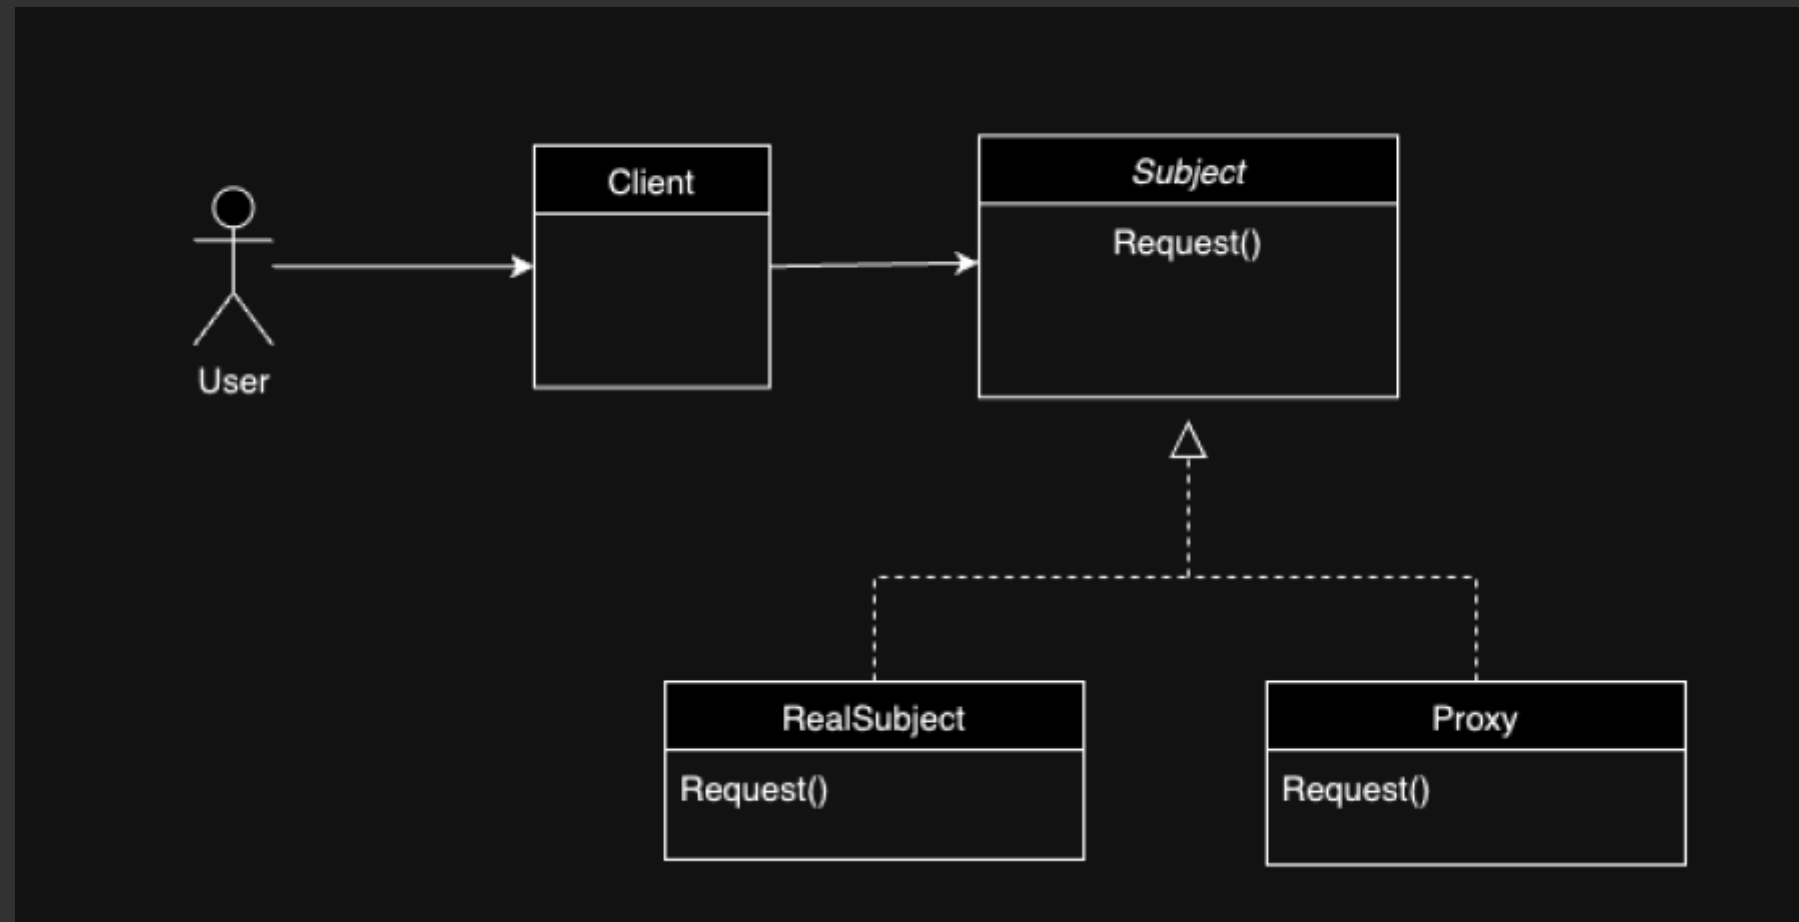 Client
Subject
Request()
User
RealSubject
Request()
Proxy
Request()